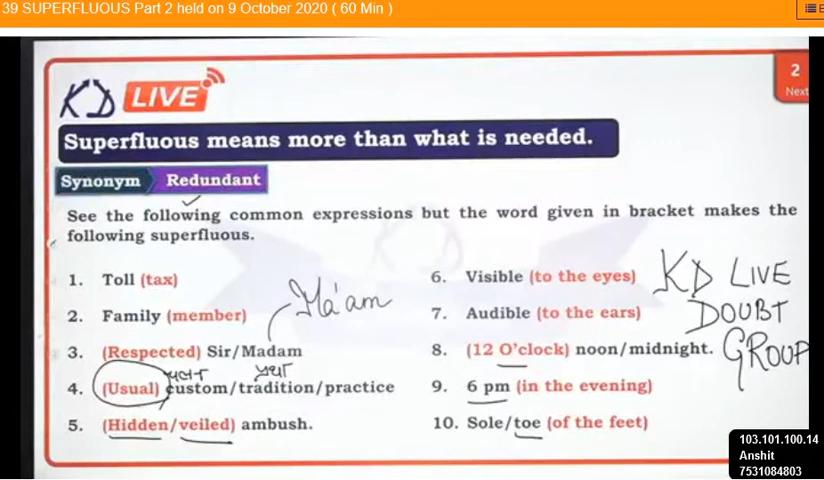 39 SUPERFLUOUS Part 2 held on 9 October 2020 ( 60 Min )
KD LIVE
2
Next
Superfluous means more than what is needed.
Synonym Redundant
See the following common expressions but the word given in bracket makes the
following superfluous.
1. Toll (tax)
2. Family (member)
Ma'am
3. (Respected) Sir/Madam
4. (Usual) custom/tradition/practice
5. (Hidden/veiled) ambush.
6. Visible (to the eyes)
7. Audible (to the ears)
8. (12 O'clock) noon/midnight.
9. 6 pm (in the evening)
10. Sole/toe (of the feet)
KD LIVE
DOUBT
GROUP
103.101.100.14
Anshit
7531084803